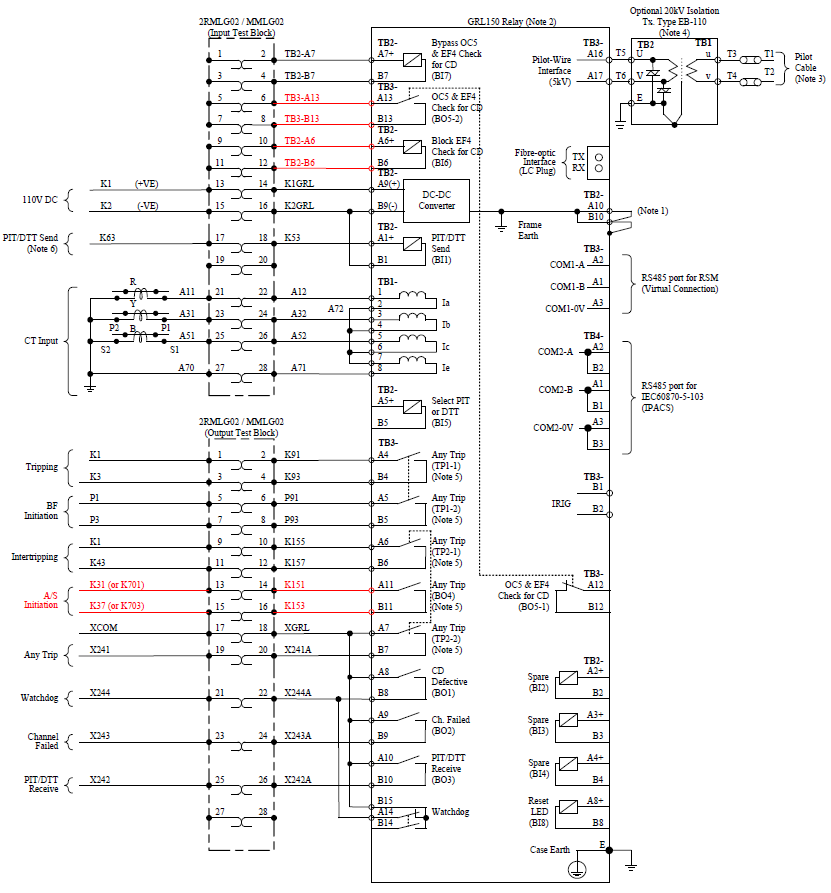 2RMLG02 / MMLG02
(Input Test Block)
GRL150 Relay (Note 2)
Optional 20kV Isolation
Tx. Type EB-110
(Note 4)
1 2 TB2-A7
3 4 TB2-B7
5 6 TB3-A13
7 8 TB3-B13
9 10 TB2-A6
11 12 TB2-B6
110V DC
K1 (+VE) 13 14 K1GRL
K2 (-VE) 15 16 K2GRL
PIT/DTT Send
(Note 6)
K63 17 18 K53
19 20
CT Input
R
A11 21 22 A12
Y
A31 23 24 A32
P2 B P1
A51 25 26 A52
S2 S1
A70 27 28 A71
A72
TB2-
A7+
B7
Bypass OC5
& EF4 Check
for CD
(BI7)
TB3-
A13
B13
OC5 & EF4
Check for CD
(BO5-2)
TB2-
A6+
B6
Block EF4
Check for CD
(BI6)
TB2-
A9(+)
B9(-)
DC-DC
Converter
TB2-
A1+
B1
PIT/DTT
Send
(BI1)
TB1-
1
2
Ia
3
4
Ib
5
6
Ic
7
8
Ie
TB2-
A5+
B5
Select PIT
or DTT
(BI5)
TB3-
A16
A17
Pilot-Wire
Interface
(5kV)
T5
T6
TB2 TB1
U u
V v
E
T3 T1
T4 T2
Pilot
Cable
(Note 3)
Fibre-optic
Interface
(LC Plug)
TX
RX
TB2-
A10
B10
(Note 1)
Frame
Earth
TB3-
COM1-A A2
COM1-B A1
COM1-0V A3
RS485 port for RSM
(Virtual Connection)
TB4-
COM2-A A2
B2
COM2-B A1
B1
COM2-0V A3
B3
RS485 port for
IEC60870-5-103
(IPACS)
TB3-
B1
IRIG
B2
TB3-
A12
B12
OC5 & EF4
Check for CD
(BO5-1)
TB2-
A2+
B2
Spare
(BI2)
A3+
B3
Spare
(BI3)
A4+
B4
Spare
(BI4)
A8+
B8
Reset
LED
(BI8)
Case Earth E
2RMLG02 / MMLG02
(Output Test Block)
Tripping
K1 1 2 K91
K3 3 4 K93
BF
Initiation
P1 5 6 P91
P3 7 8 P93
Intertripping
K1 9 10 K155
K43 11 12 K157
A/S
Initiation
K31 (or K701) 13 14 K151
K37 (or K703) 15 16 K153
XCOM 17 18 XGRL
Any Trip
X241 19 20 X241A
Watchdog
X244 21 22 X244A
Channel
Failed
X243 23 24 X243A
PIT/DTT
Receive
X242 25 26 X242A
27 28
TB3-
A4
B4
Any Trip
(TP1-1)
(Note 5)
A5
B5
Any Trip
(TP1-2)
(Note 5)
A6
B6
Any Trip
(TP2-1)
(Note 5)
A11
B11
Any Trip
(BO4)
(Note 5)
A7
B7
Any Trip
(TP2-2)
(Note 5)
A8
B8
CD
Defective
(BO1)
A9
B9
Ch. Failed
(BO2)
A10
B10
PIT/DTT
Receive
(BO3)
B15
A14
B14
Watchdog